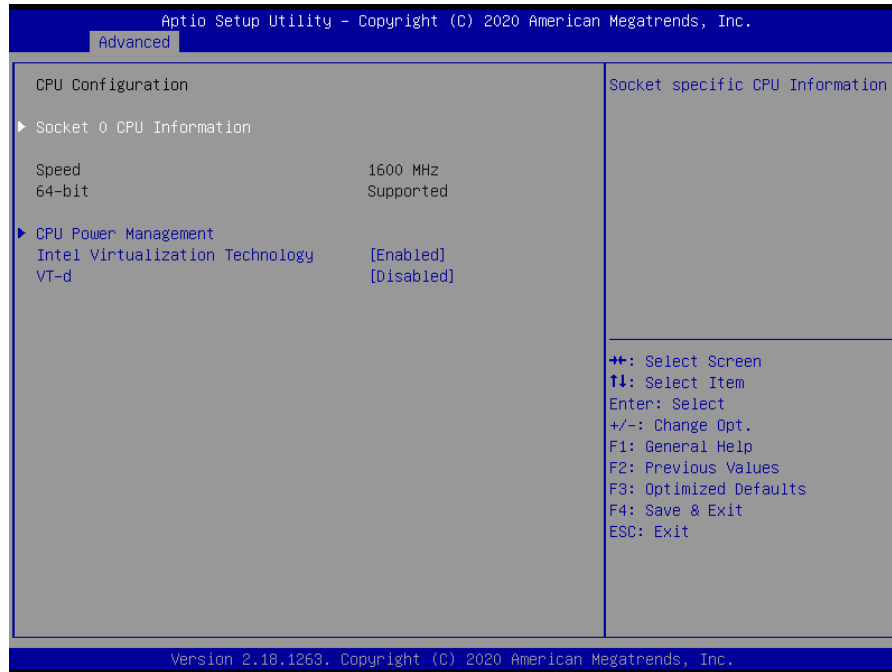 Aptio Setup Utility – Copyright (C) 2020 American Megatrends, Inc.
Advanced
CPU Configuration
Socket 0 CPU Information
Speed 1600 MHz
64-bit Supported
CPU Power Management
Intel Virtualization Technology [Enabled]
VT-d [Disabled]
Socket specific CPU Information
→←: Select Screen
↑↓: Select Item
Enter: Select
+/-: Change Opt.
F1: General Help
F2: Previous Values
F3: Optimized Defaults
F4: Save & Exit
ESC: Exit
Version 2.18.1263. Copyright (C) 2020 American Megatrends, Inc.